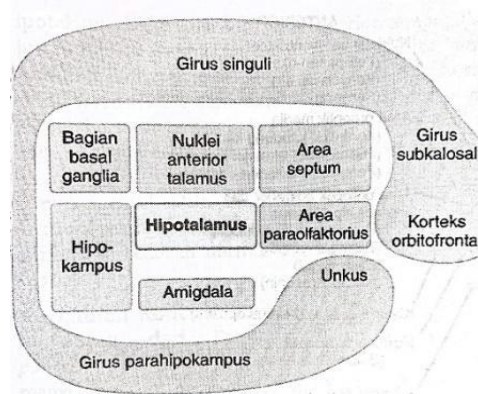 Girus singuli
Bagian
basal
ganglia
Nuklei
anterior
talamus
Area
septum
Girus
subkalosal
Hipo-
kampus
Hipotalamus
Area
paraolfaktorius
Korteks
orbitofronta
Amigdala
Unkus
Girus parahipokampus